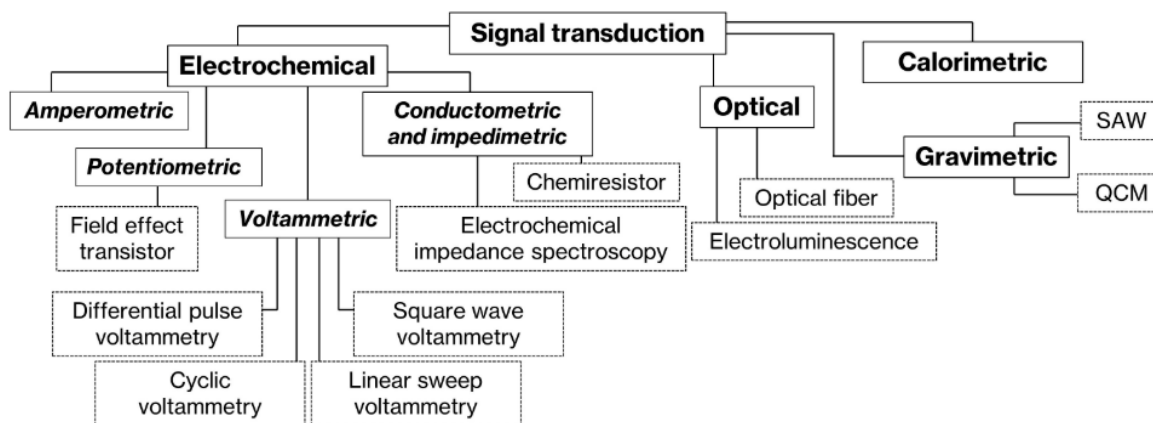 Signal transduction
Electrochemical
Calorimetric
Amperometric
Conductometric
and impedimetric
Optical
SAW
Potentiometric
Gravimetric
Chemiresistor
Optical fiber
QCM
Field effect
transistor
Voltammetric
Electrochemical
impedance spectroscopy
Electroluminescence
Differential pulse
voltammetry
Square wave
voltammetry
Cyclic
voltammetry
Linear sweep
voltammetry